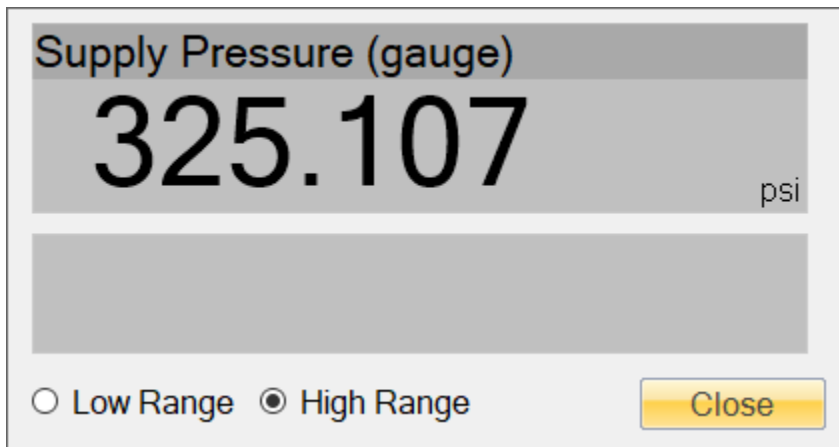 Supply Pressure (gauge)
325.107
psi
Low Range High Range Close